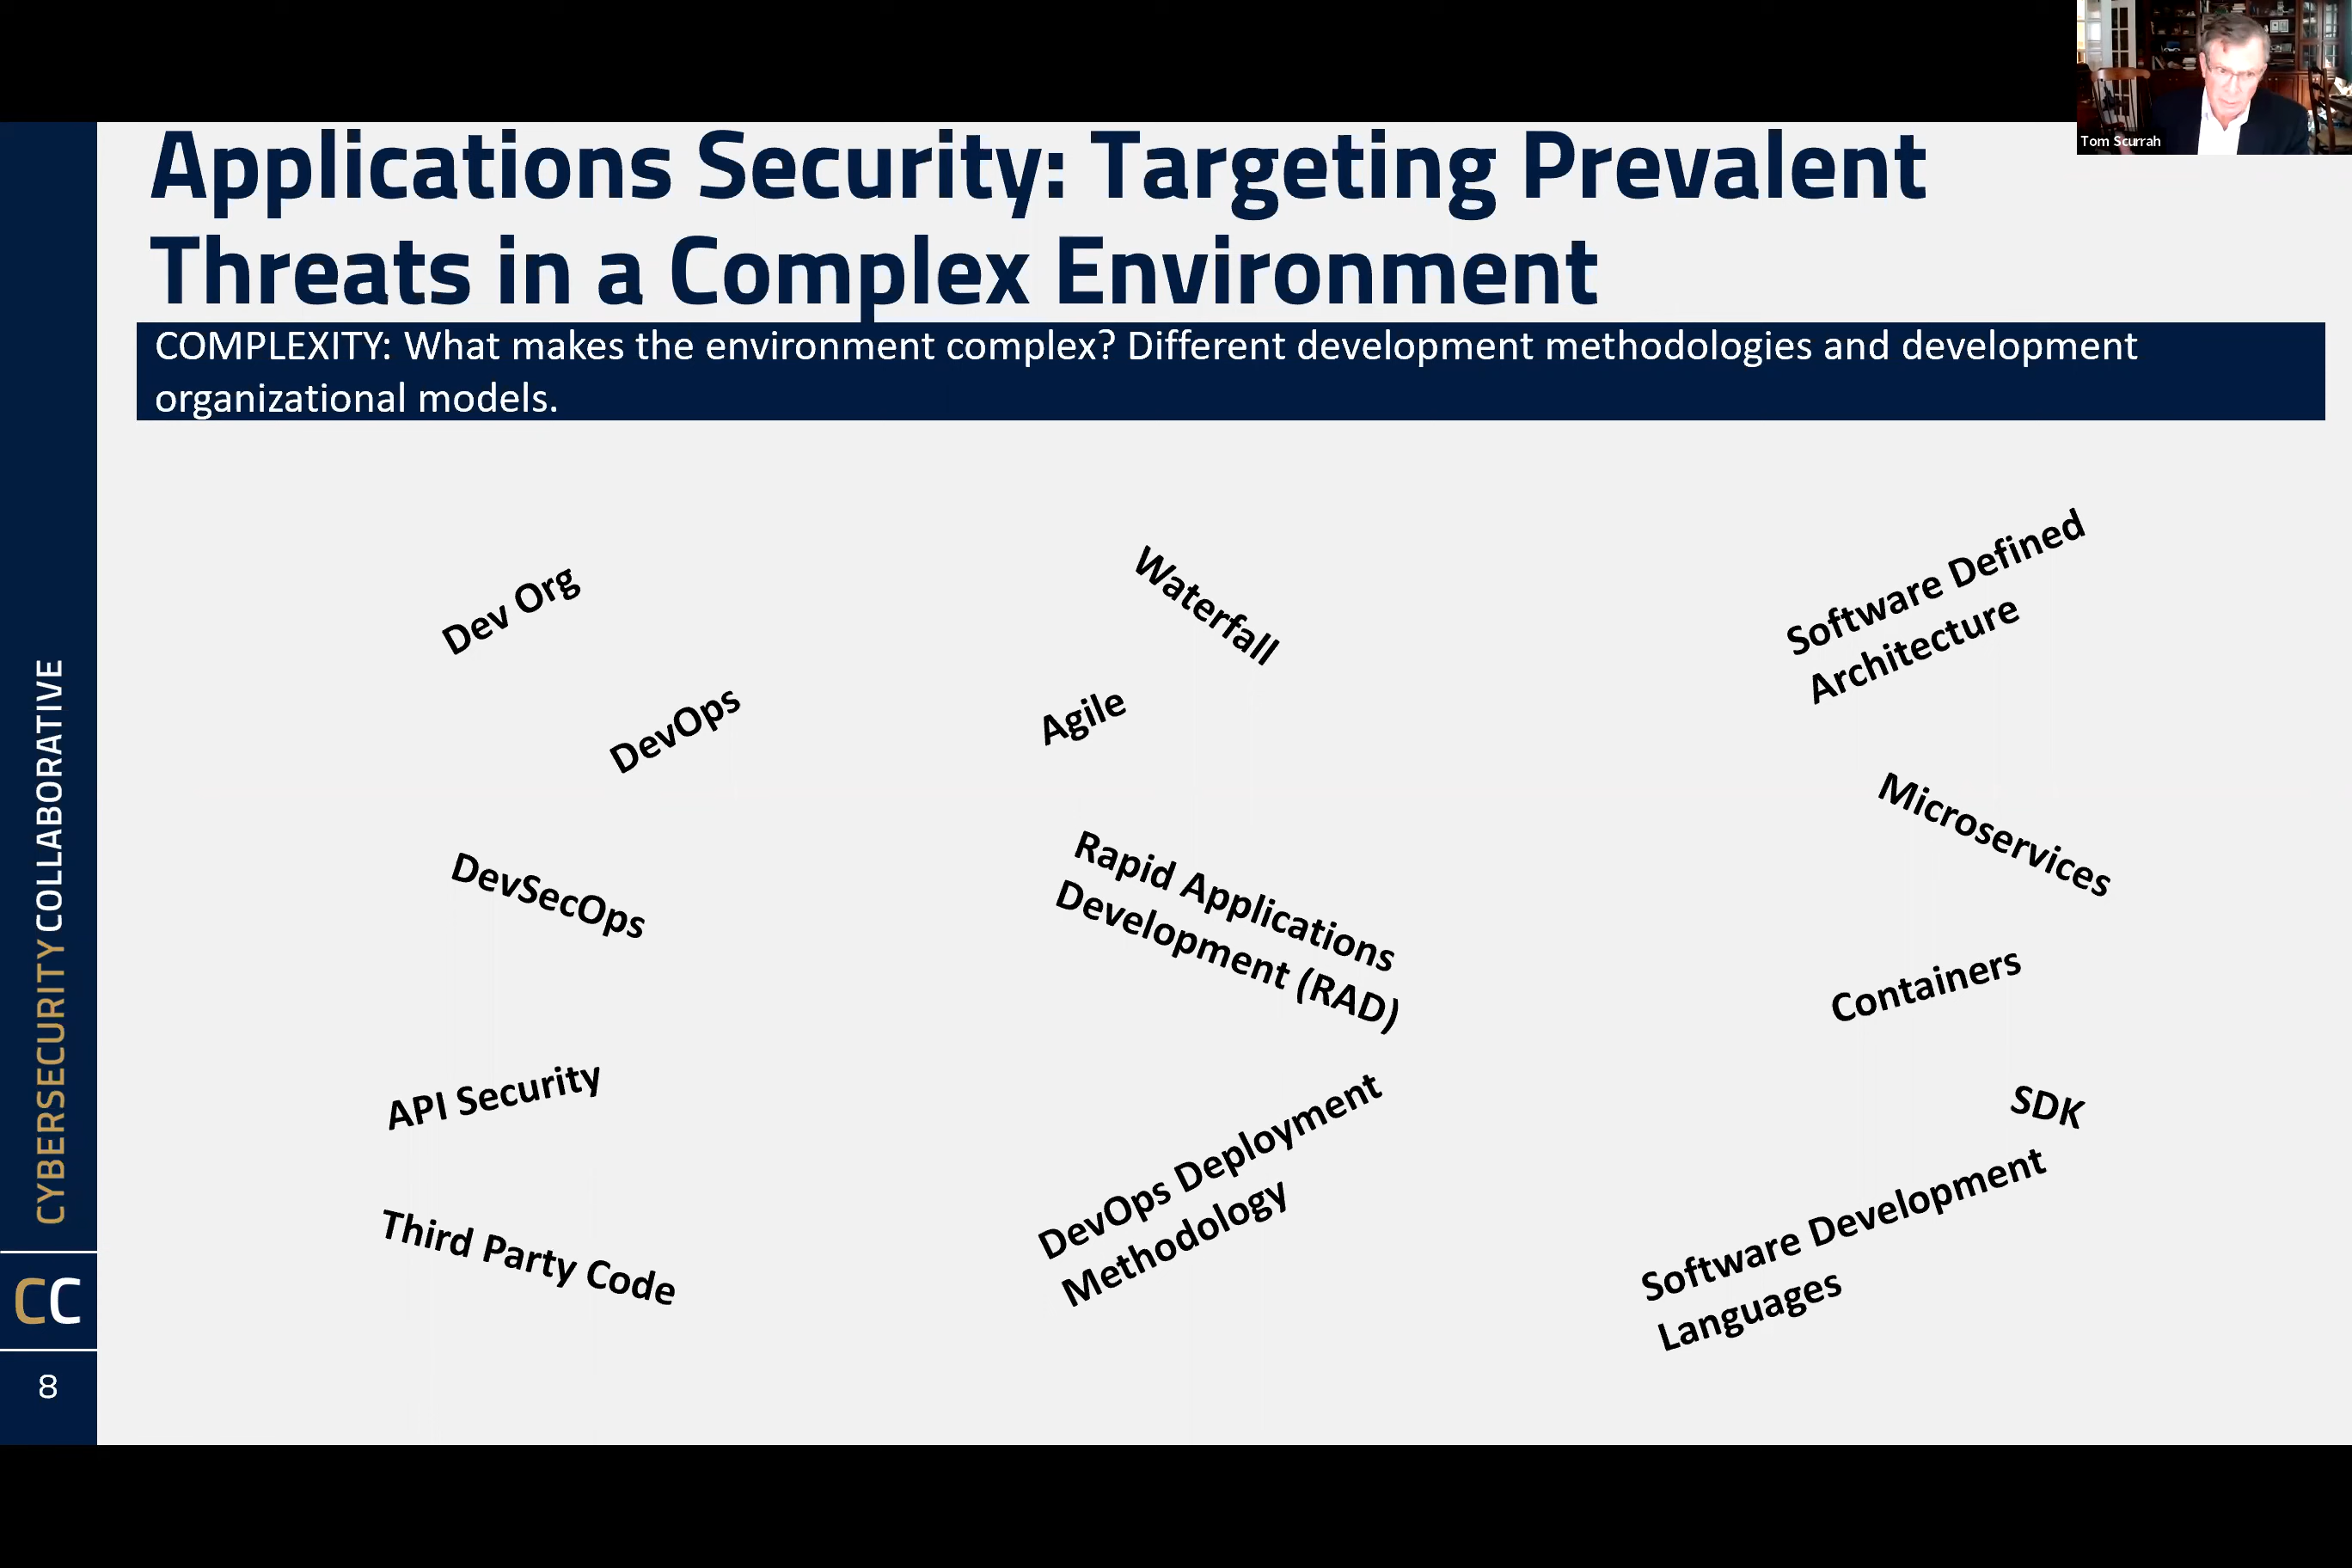 Tom Scurrah
Applications Security: Targeting Prevalent
Threats in a Complex Environment
COMPLEXITY: What makes the environment complex? Different development methodologies and development
organizational models.
Dev Org
DevOps
DevSecOps
API Security
Third Party Code
Waterfall
Agile
Rapid Applications
Development (RAD)
DevOps Deployment
Methodology
Software Defined
Architecture
Microservices
Containers
SDK
Software Development
Languages
CYBERSECURITY COLLABORATIVE
CC
8